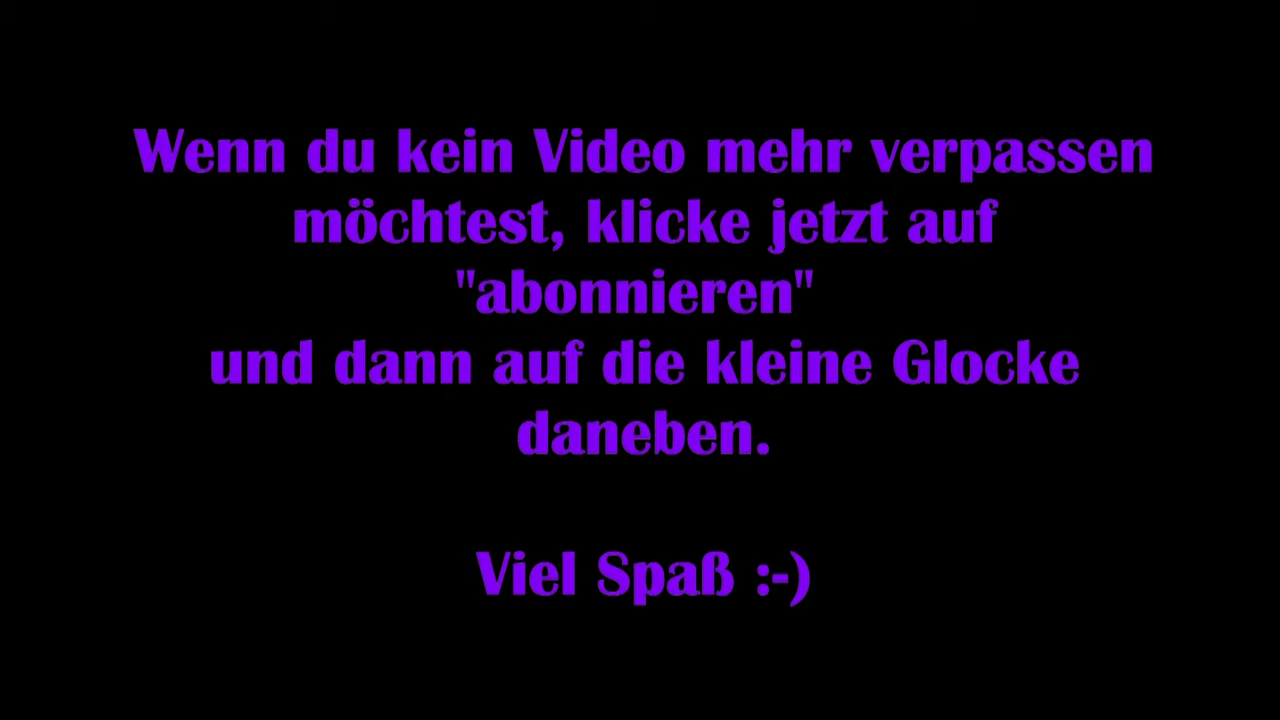 Wenn du kein Video mehr verpassen
möchtest, klicke jetzt auf
"abonnieren"
und dann auf die kleine Glocke
daneben.
Viel Spaß :-)